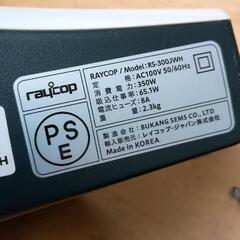 raycop
RAYCOP / Model: RS-300JWH
定格：AC100V 50/60Hz
消費電力：350W
吸込仕事率：65.1W
電流ヒューズ：8A
質量：2.3kg
PS
E
製造元：BUKANG SEMS CO., LTD
輸入販売元：レイコップ・ジャパン株式会社
Made in KOREA
H